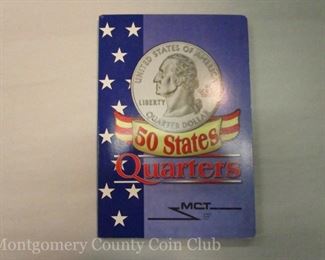 UNITED STATES OF AMERICA
LIBERTY
QUARTER DOLLAR
50 States
Quarters
MCT
Montgomery County Coin Club